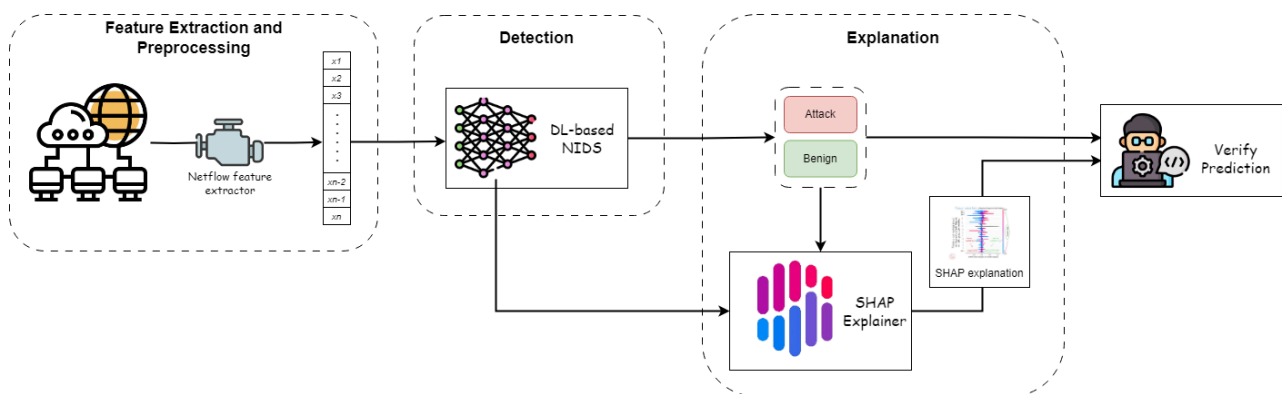 Feature Extraction and
Preprocessing
Netflow feature
extractor
x1
x2
x3
xn-2
xn-1
xn
Detection
DL-based
NIDS
Explanation
Attack
Benign
SHAP
Explainer
SHAP explanation
Verify
Prediction